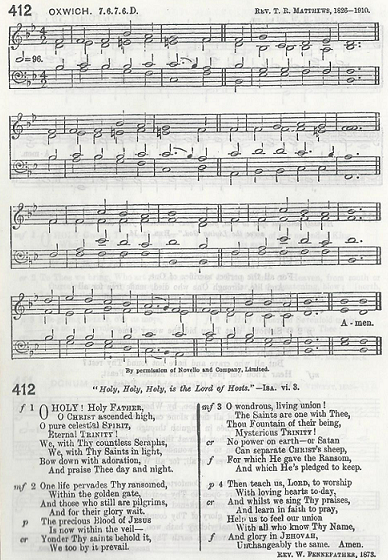 412 OXWICH. 7.6.7.6.D. REV. T. R. MATTHEWS, 1826-1910.
=96.
A - men.
By permission of Novello and Company, Limited.
412 "Holy, Holy, Holy, is the Lord of Hosts."—ISA. vi. 3.
f 1 O HOLY! Holy FATHER,
O CHRIST ascended high,
O pure celestial SPIRIT,
Eternal TRINITY!
We, with Thy countless Seraphs,
We, with Thy Saints in light,
Bow down with adoration,
And praise Thee day and night.
mf 2 One life pervades Thy ransomed,
Within the golden gate,
And those who still are pilgrims,
And for their glory wait.
p The precious Blood of JESUS
Is now within the veil—
cr Yonder Thy saints behold it,
We too by it prevail.
mf 3 O wondrous, living union!
The Saints are one with Thee,
Thou Fountain of their being,
Mysterious TRINITY!
cr No power on earth—or Satan
Can separate CHRIST'S sheep,
f For which He gave the Ransom,
And which He's pledged to keep.
p 4 Then teach us, LORD, to worship
With loving hearts to-day,
cr And whilst we sing Thy praises,
And learn in faith to pray,
Help us to feel our union
With all who know Thy Name,
f And glory in JEHOVAH,
Unchangeably the same. Amen.
REV. W. PENNEFATHER, 1873.